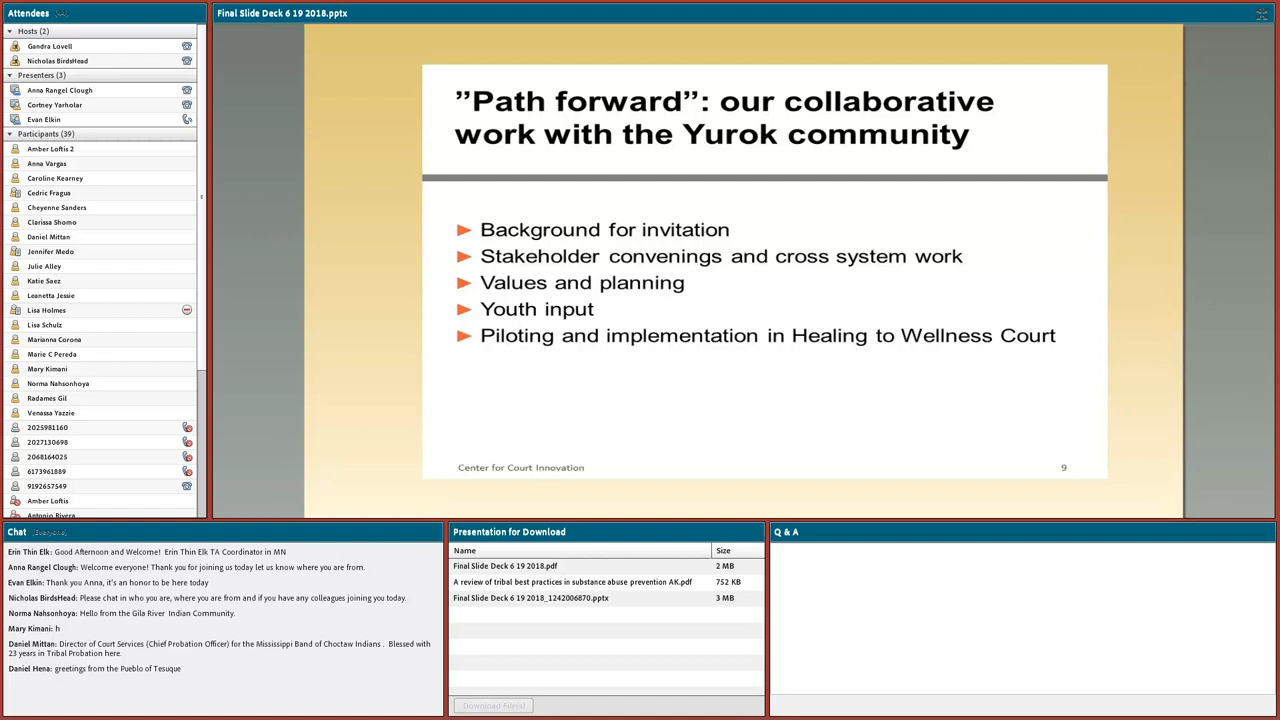 Attendees
Hosts (2)
Gandra Lovell
Nicholas BirdsHead
Presenters (3)
Anna Rangel Clough
Cortney Yarholar
Evan Elkin
Participants (39)
Amber Loftis 2
Anna Vargas
Caroline Kearney
Cedric Fragua
Cheyenne Sanders
Clarissa Shomo
Daniel Mittan
Jennifer Medo
Julie Alley
Katie Saez
Leanetta Jessie
Lisa Holmes
Lisa Schulz
Marianna Corona
Marie C Pereda
Mary Kimani
Norma Nahsonhoya
Radames Gil
Venassa Yazzie
2025981160
2027130698
2068164025
6173961889
9192657549
Amber Loftis
Antonio Rivera
Final Slide Deck 6 19 2018.pptx
”Path forward”: our collaborative
work with the Yurok community
Background for invitation
Stakeholder convenings and cross system work
Values and planning
Youth input
Piloting and implementation in Healing to Wellness Court
Center for Court Innovation 9
Chat (Everyone)
Erin Thin Elk: Good Afternoon and Welcome! Erin Thin Elk TA Coordinator in MN
Anna Rangel Clough: Welcome everyone! Thank you for joining us today let us know where you are from.
Evan Elkin: Thank you Anna, it's an honor to be here today
Nicholas BirdsHead: Please chat in who you are, where you are from and if you have any colleagues joining you today.
Norma Nahsonhoya: Hello from the Gila River Indian Community.
Mary Kimani: h
Daniel Mittan: Director of Court Services (Chief Probation Officer) for the Mississippi Band of Choctaw Indians . Blessed with
23 years in Tribal Probation here.
Daniel Hena: greetings from the Pueblo of Tesuque
Presentation for Download
Name Size
Final Slide Deck 6 19 2018.pdf 2 MB
A review of tribal best practices in substance abuse prevention AK.pdf 752 KB
Final Slide Deck 6 19 2018_1242006870.pptx 3 MB
Download File(s)
Q & A